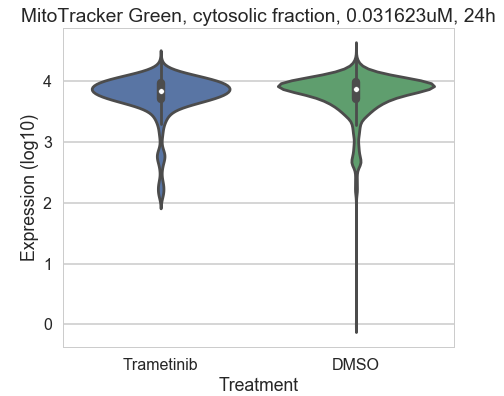 MitoTracker Green, cytosolic fraction, 0.031623uM, 24h
Expression (log10)
4
3
2
1
0
Trametinib
DMSO
Treatment